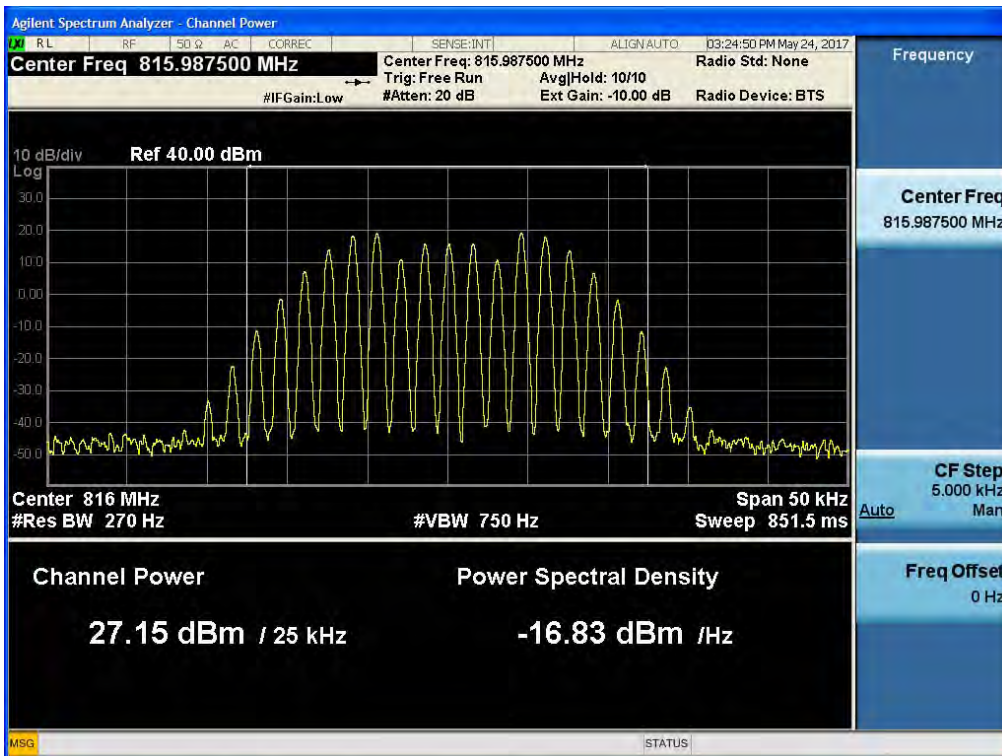 Agilent Spectrum Analyzer - Channel Power
LXI RL RF 50 Ω AC CORREC SENSE:INT ALIGN AUTO 03:24:50 PM May 24, 2017
Center Freq 815.987500 MHz
#IFGain:Low
Center Freq: 815.987500 MHz
Trig: Free Run Avg|Hold: 10/10
#Atten: 20 dB Ext Gain: -10.00 dB
Radio Std: None
Radio Device: BTS
10 dB/div Ref 40.00 dBm
Log
30.0
20.0
10.0
0.00
-10.0
-20.0
-30.0
-40.0
-50.0
Center 816 MHz Span 50 kHz
#Res BW 270 Hz #VBW 750 Hz Sweep 851.5 ms
Channel Power
27.15 dBm / 25 kHz
Power Spectral Density
-16.83 dBm /Hz
Frequency
Center Freq
815.987500 MHz
CF Step
5.000 kHz
Auto Man
Freq Offset
0 Hz
MSG STATUS